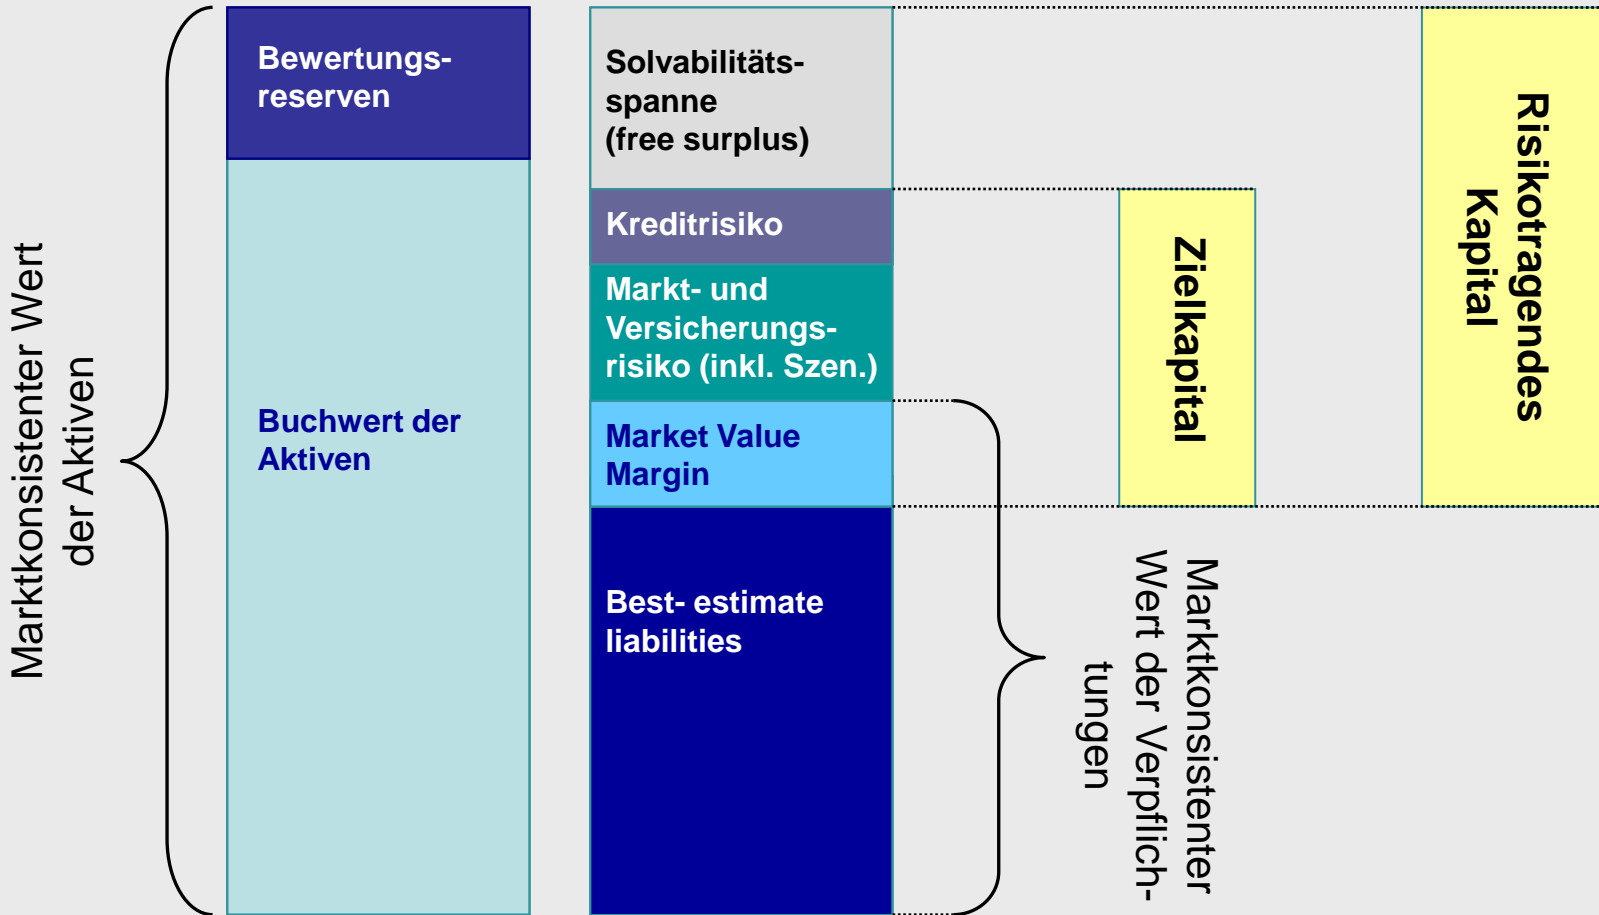 Marktkonsistenter Wert
der Aktiven
Bewertungs-
reserven
Buchwert der
Aktiven
Solvabilitäts-
spanne
(free surplus)
Kreditrisiko
Markt- und
Versicherungs-
risiko (inkl. Szen.)
Market Value
Margin
Best- estimate
liabilities
Marktkonsistenter
Wert der Verpflich-
tungen
Zielkapital
Risikotragendes
Kapital